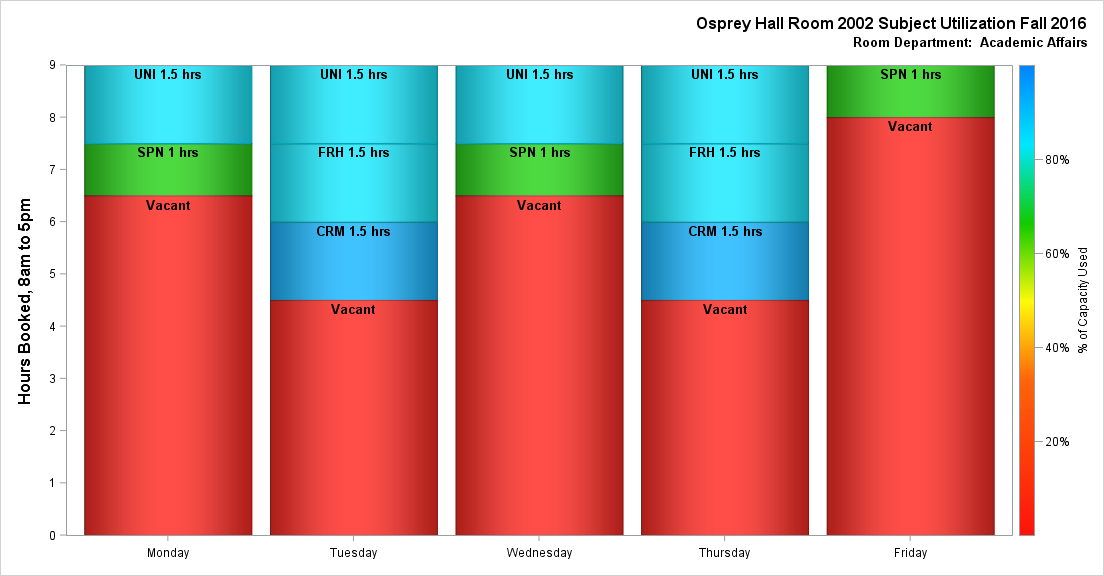 Osprey Hall Room 2002 Subject Utilization Fall 2016
Room Department: Academic Affairs
Hours Booked, 8am to 5pm
9
8
7
6
5
4
3
2
1
0
UNI 1.5 hrs
SPN 1 hrs
Vacant
Monday
UNI 1.5 hrs
FRH 1.5 hrs
CRM 1.5 hrs
Vacant
Tuesday
UNI 1.5 hrs
SPN 1 hrs
Vacant
Wednesday
UNI 1.5 hrs
FRH 1.5 hrs
CRM 1.5 hrs
Vacant
Thursday
SPN 1 hrs
Vacant
Friday
80%
60%
40%
20%
% of Capacity Used